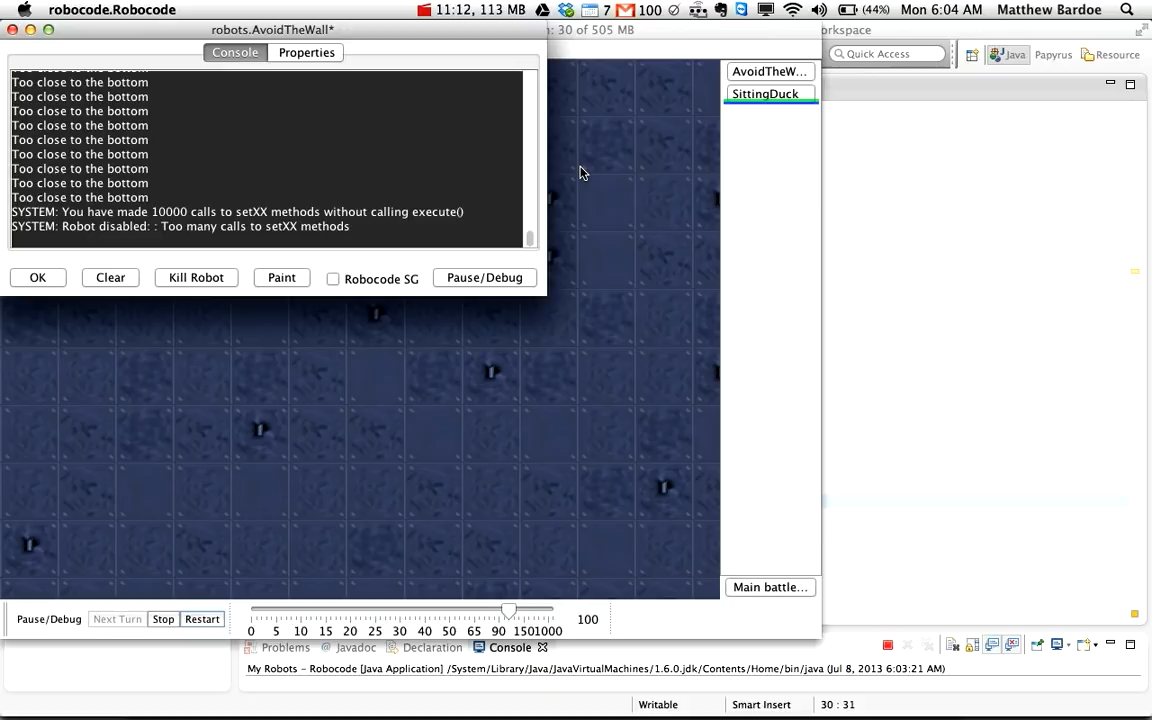 robocode.Robocode
11:12, 113 MB
7
100
(44%)
Mon 6:04 AM
Matthew Bardoe
robots.AvoidTheWall*
n: 30 of 505 MB
orkspace
Console
Properties
Quick Access
Java
Papyrus
Resource
Too close to the bottom
Too close to the bottom
Too close to the bottom
Too close to the bottom
Too close to the bottom
Too close to the bottom
Too close to the bottom
Too close to the bottom
Too close to the bottom
Too close to the bottom
SYSTEM: You have made 10000 calls to setXX methods without calling execute()
SYSTEM: Robot disabled: : Too many calls to setXX methods
AvoidTheW...
SittingDuck
OK
Clear
Kill Robot
Paint
Robocode SG
Pause/Debug
Main battle...
Pause/Debug
Next Turn
Stop
Restart
0 5 10 15 20 25 30 40 50 65 90 150 1000
100
Problems
Javadoc
Declaration
Console
My Robots - Robocode [Java Application] /System/Library/Java/JavaVirtualMachines/1.6.0.jdk/Contents/Home/bin/java (Jul 8, 2013 6:03:21 AM)
Writable
Smart Insert
30 : 31